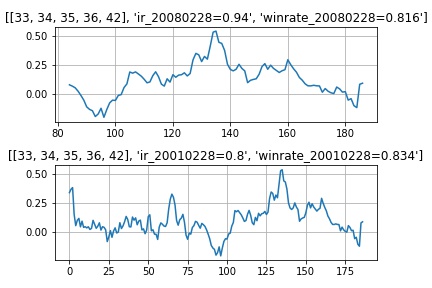 [[33, 34, 35, 36, 42], 'ir_20080228=0.94', 'winrate_20080228=0.816']
0.50
0.25
0.00
80 100 120 140 160 180
[[33, 34, 35, 36, 42], 'ir_20010228=0.8', 'winrate_20010228=0.834']
0.50
0.25
0.00
0 25 50 75 100 125 150 175